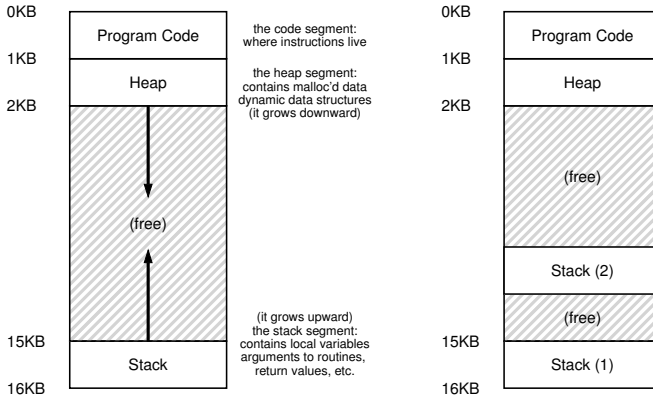 0KB
Program Code
the code segment:
where instructions live
1KB
Heap
the heap segment:
contains malloc'd data
dynamic data structures
(it grows downward)
2KB
(free)
(it grows upward)
the stack segment:
contains local variables
arguments to routines,
return values, etc.
15KB
Stack
16KB
0KB
Program Code
1KB
Heap
2KB
(free)
Stack (2)
(free)
15KB
Stack (1)
16KB